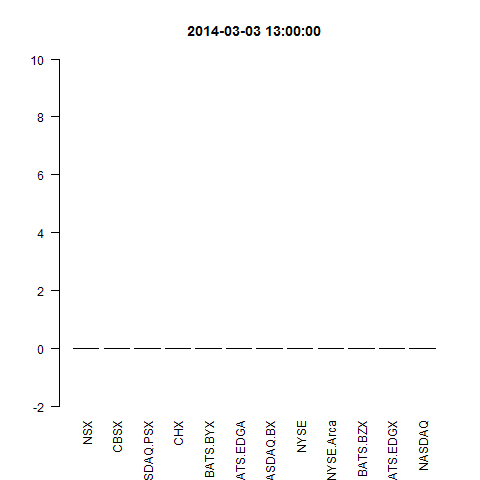 2014-03-03 13:00:00
10
8
6
4
2
0
-2
NSX
CBSX
SDAQ.PSX
CHX
BATS.BYX
ATS.EDGA
ASDAQ.BX
NYSE
NYSE.Arca
BATS.BZX
ATS.EDGX
NASDAQ